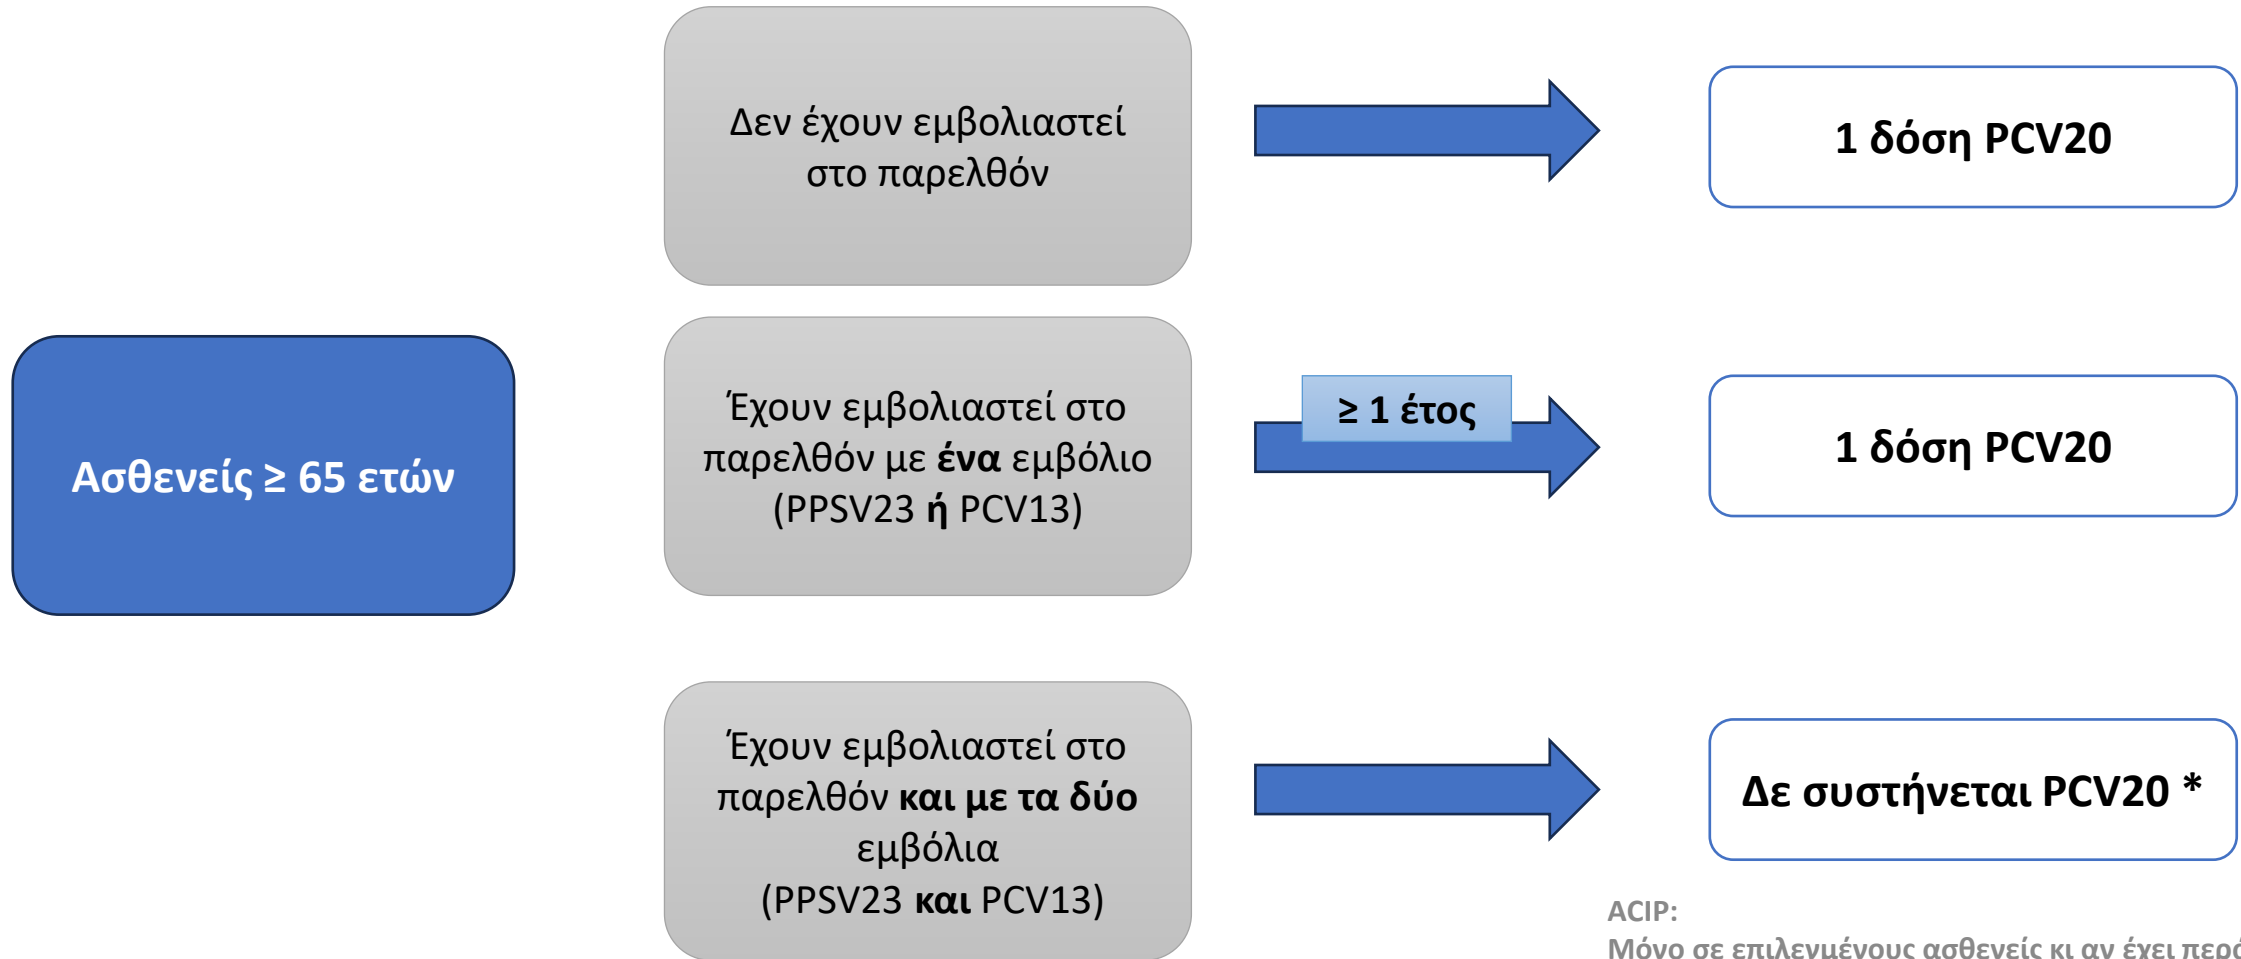 Δεν έχουν εμβολιαστεί
στο παρελθόν
1 δόση PCV20
Ασθενείς ≥ 65 ετών
Έχουν εμβολιαστεί στο
παρελθόν με ένα εμβόλιο
(PPSV23 ή PCV13)
≥ 1 έτος
1 δόση PCV20
Έχουν εμβολιαστεί στο
παρελθόν και με τα δύο
εμβόλια
(PPSV23 και PCV13)
Δε συστήνεται PCV20 *
ACIP:
Μόνο σε επιλεγμένους ασθενείς κι αν έχει